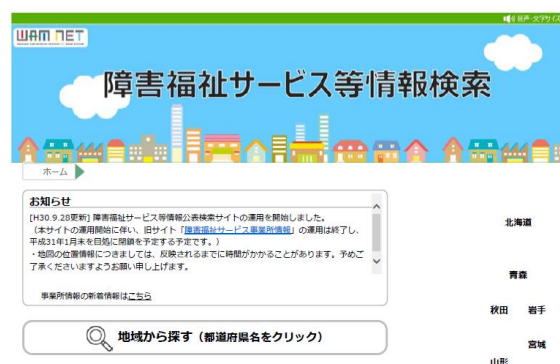 音声・文字サイズ
WAM NET
障害福祉サービス等情報検索
ホーム
お知らせ
[H30.9.28更新] 障害福祉サービス等情報公表検索サイトの運用を開始しました。
（本サイトの運用開始に伴い、旧サイト「障害福祉サービス事業所情報」の運用は終了し、
平成31年1月末を目処に閉鎖を予定する予定です。）
・地図の位置情報につきましては、反映されるまでに時間がかかることがあります。予めご
了承くださいますようお願い申し上げます。
事業所情報の新着情報はこちら
地域から探す（都道府県名をクリック）
北海道
青森
秋田 岩手
宮城
山形